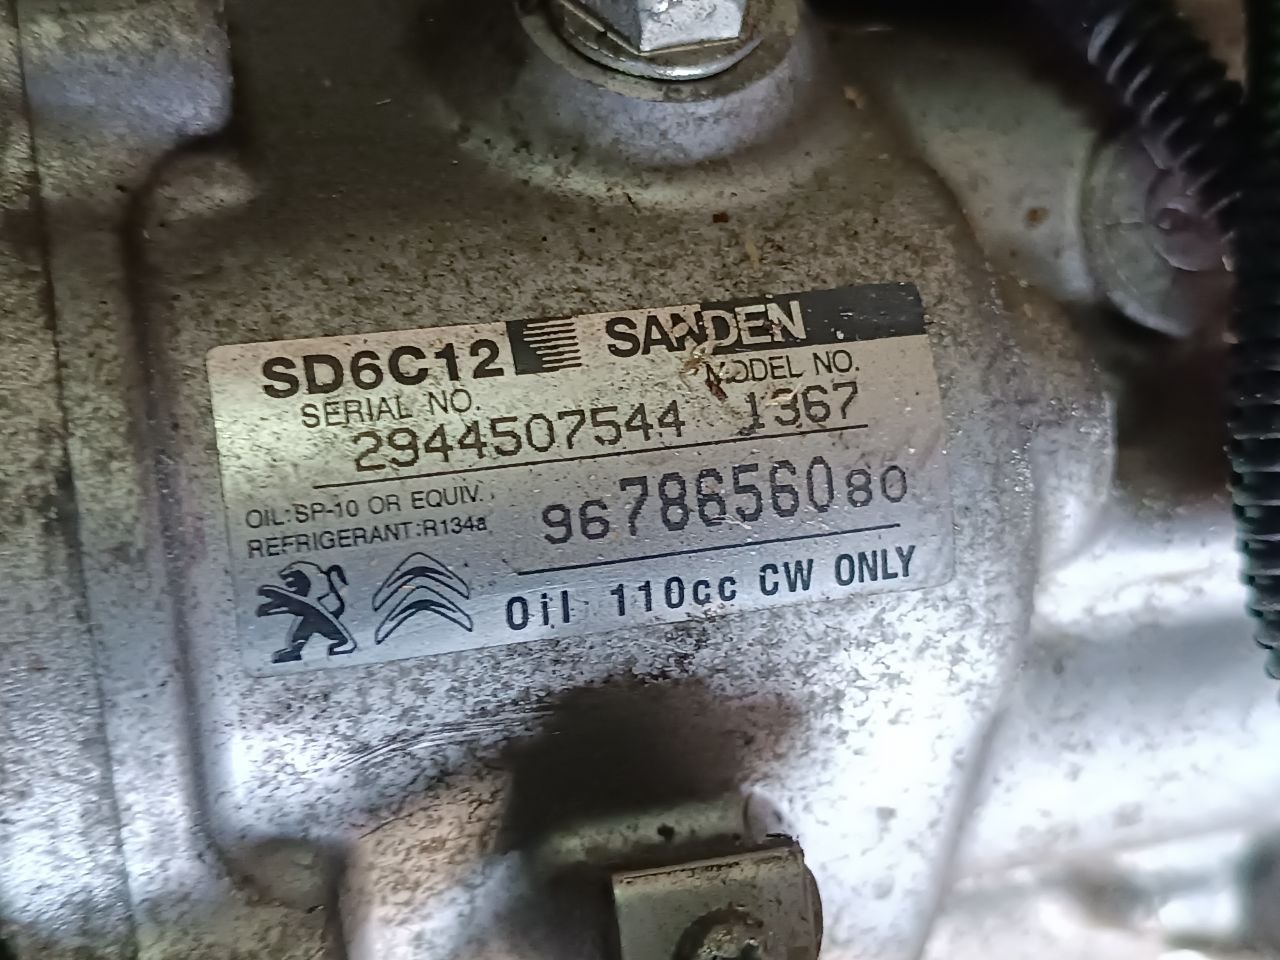 SD6C12 SANDEN
SERIAL NO. MODEL NO.
2944507544 1367
OIL:SP-10 OR EQUIV.
REFRIGERANT:R134a
9678656080
Oil 110cc CW ONLY